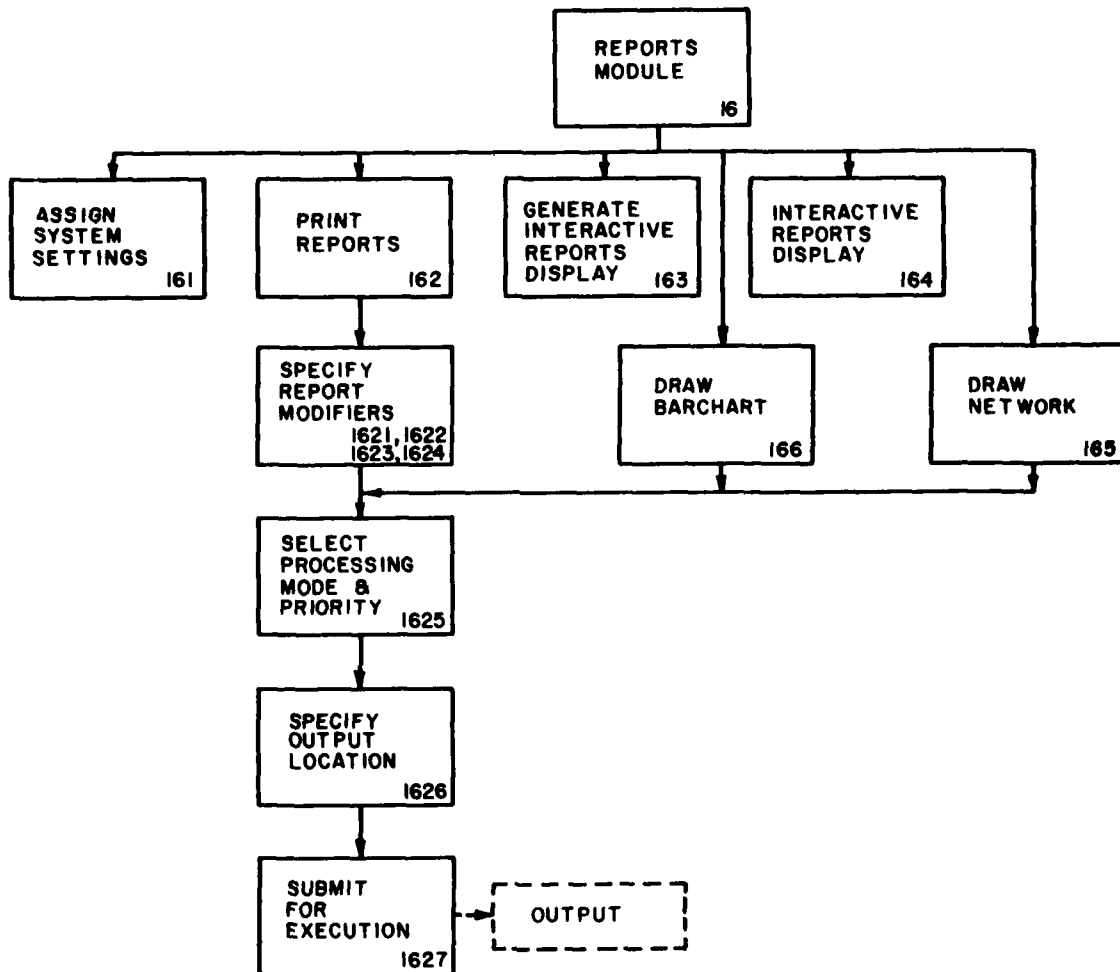 REPORTS
MODULE
16
ASSIGN
SYSTEM
SETTINGS
161
PRINT
REPORTS
162
GENERATE
INTERACTIVE
REPORTS
DISPLAY
163
INTERACTIVE
REPORTS
DISPLAY
164
SPECIFY
REPORT
MODIFIERS
1621, 1622
1623, 1624
DRAW
BARCHART
166
DRAW
NETWORK
165
SELECT
PROCESSING
MODE &
PRIORITY
1625
SPECIFY
OUTPUT
LOCATION
1626
SUBMIT
FOR
EXECUTION
1627
OUTPUT